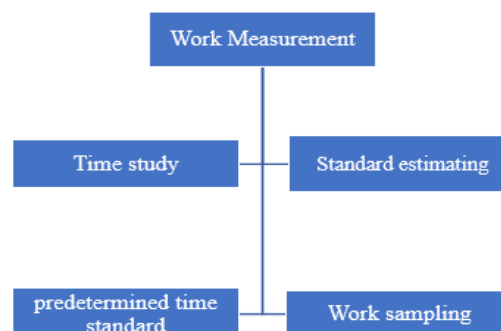 Work Measurement
Time study
Standard estimating
predetermined time
standard
Work sampling